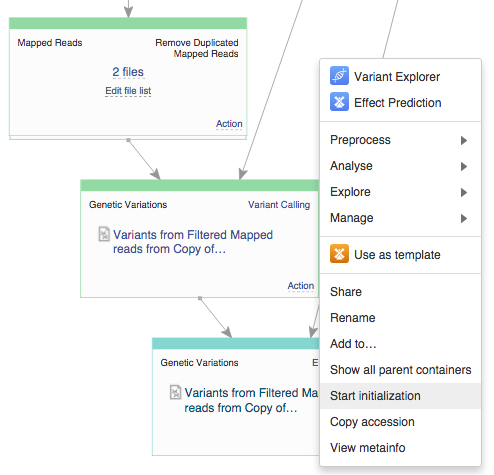 Mapped Reads
Remove Duplicated
Mapped Reads
2 files
Edit file list
Action
Genetic Variations
Variant Calling
Variants from Filtered Mapped
reads from Copy of…
Action
Genetic Variations
E
Variants from Filtered Ma
reads from Copy of…
Variant Explorer
Effect Prediction
Preprocess
Analyse
Explore
Manage
Use as template
Share
Rename
Add to…
Show all parent containers
Start initialization
Copy accession
View metainfo